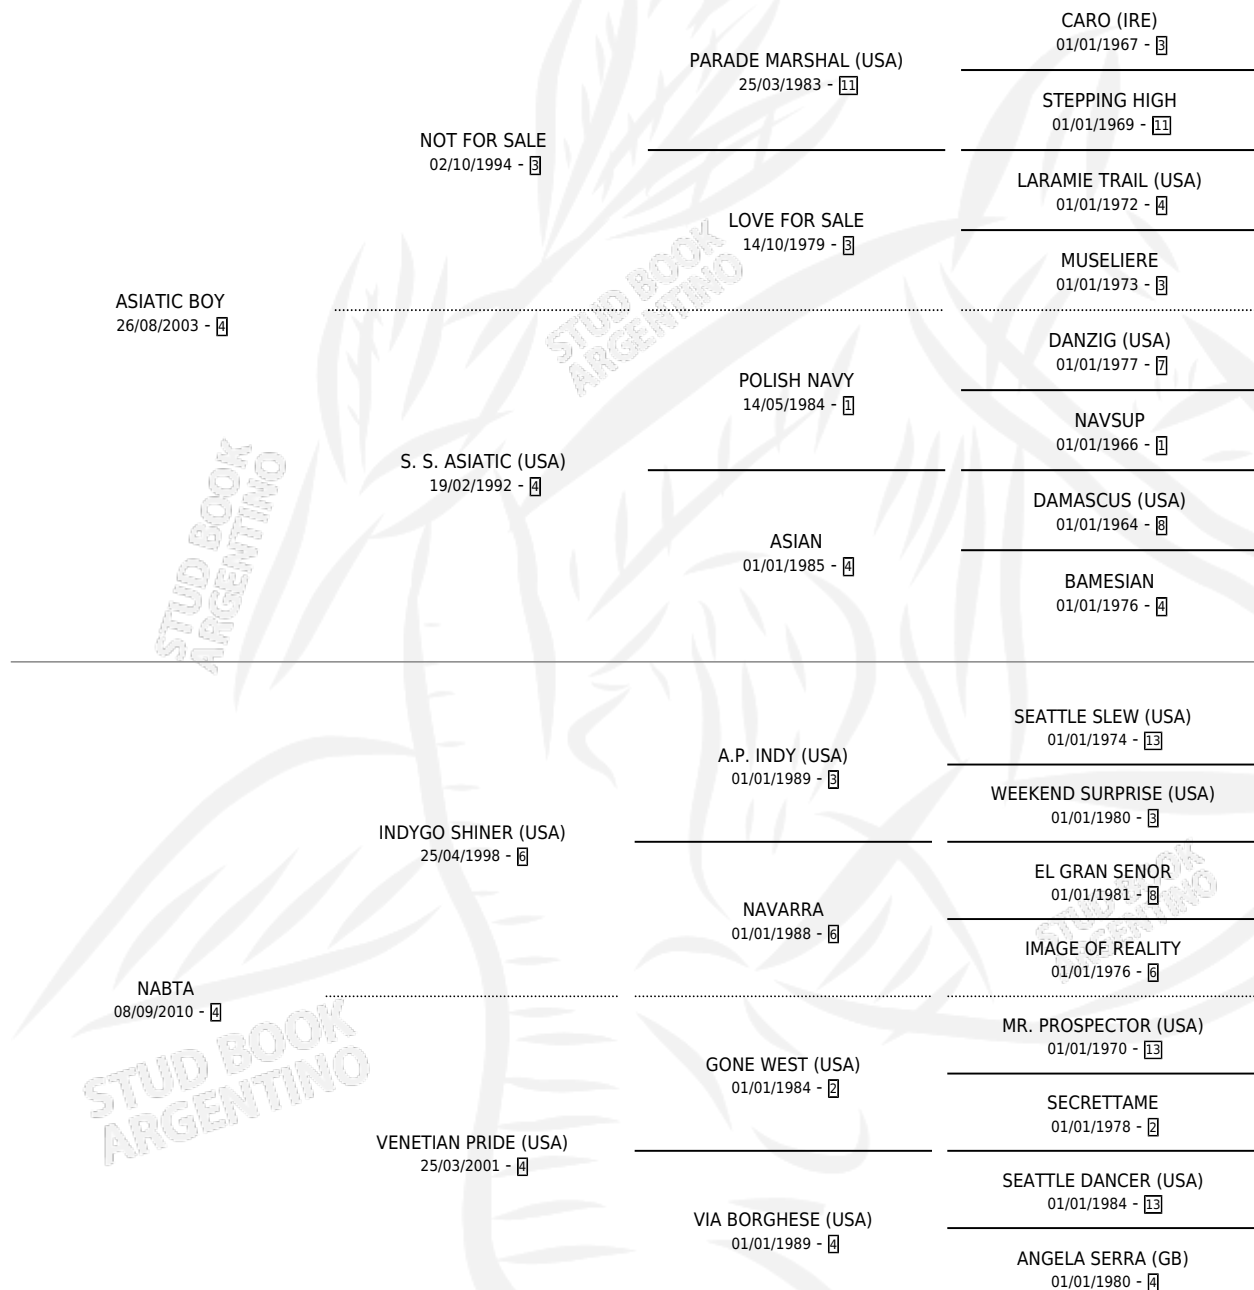 CARO (IRE)
01/01/1967 - 3
PARADE MARSHAL (USA)
25/03/1983 - 11
STEPPING HIGH
01/01/1969 - 11
NOT FOR SALE
02/10/1994 - 3
LARAMIE TRAIL (USA)
01/01/1972 - 4
LOVE FOR SALE
14/10/1979 - 3
MUSELIERE
01/01/1973 - 3
ASIATIC BOY
26/08/2003 - 4
STUD BOOK
ARGENTINO
DANZIG (USA)
01/01/1977 - 7
POLISH NAVY
14/05/1984 - 1
NAVSUP
01/01/1966 - 1
S. S. ASIATIC (USA)
19/02/1992 - 4
DAMASCUS (USA)
01/01/1964 - 8
ASIAN
01/01/1985 - 4
BAMESIAN
01/01/1976 - 4
STUD BOOK
ARGENTINO
SEATTLE SLEW (USA)
01/01/1974 - 13
A.P. INDY (USA)
01/01/1989 - 3
WEEKEND SURPRISE (USA)
01/01/1980 - 3
INDYGO SHINER (USA)
25/04/1998 - 6
EL GRAN SENOR
01/01/1981 - 8
NAVARRA
01/01/1988 - 6
STUD BOOK
ARGENTINO
IMAGE OF REALITY
01/01/1976 - 6
NABTA
08/09/2010 - 4
MR. PROSPECTOR (USA)
01/01/1970 - 13
GONE WEST (USA)
01/01/1984 - 2
SECRETTAME
01/01/1978 - 2
STUD BOOK
ARGENTINO
VENETIAN PRIDE (USA)
25/03/2001 - 4
SEATTLE DANCER (USA)
01/01/1984 - 13
VIA BORGHESE (USA)
01/01/1989 - 4
ANGELA SERRA (GB)
01/01/1980 - 4